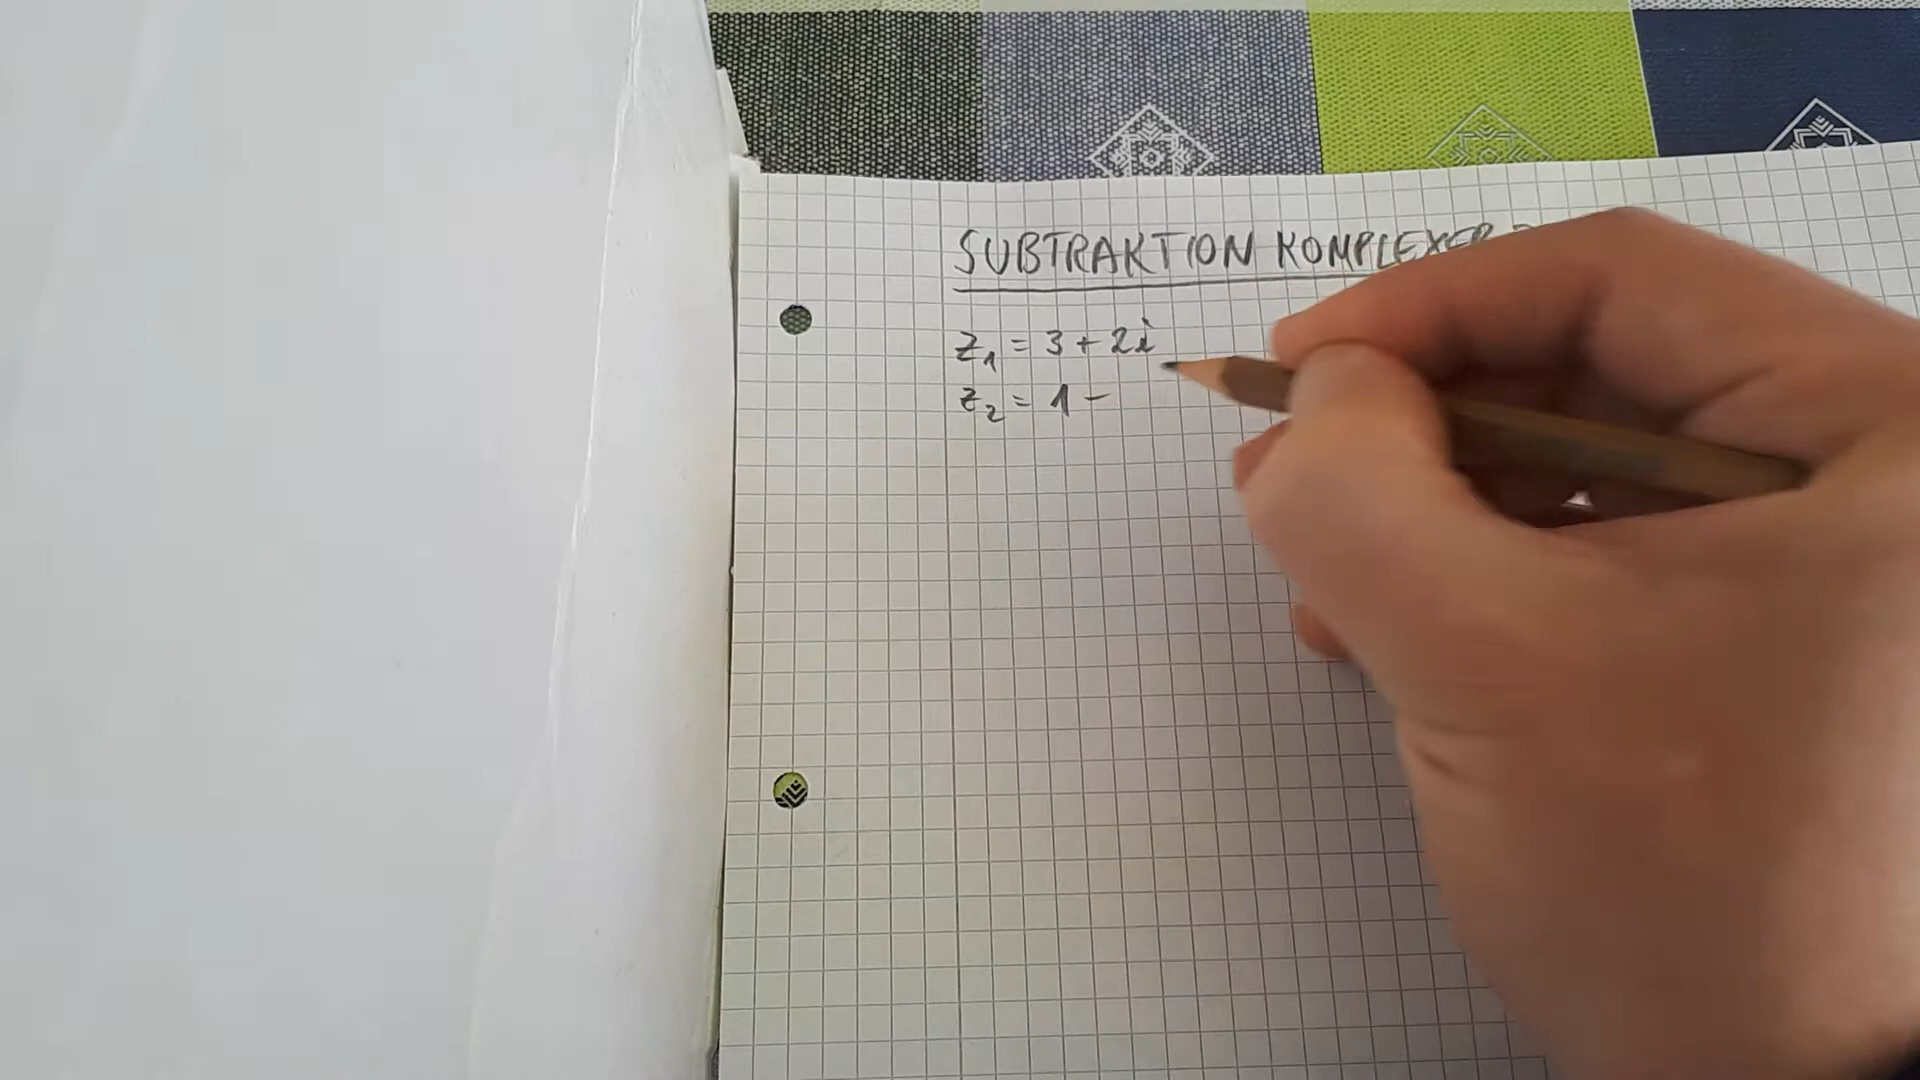 SUBTRAKTION KOMPLEXER
z₁ = 3 + 2i
z₂ = 1 -